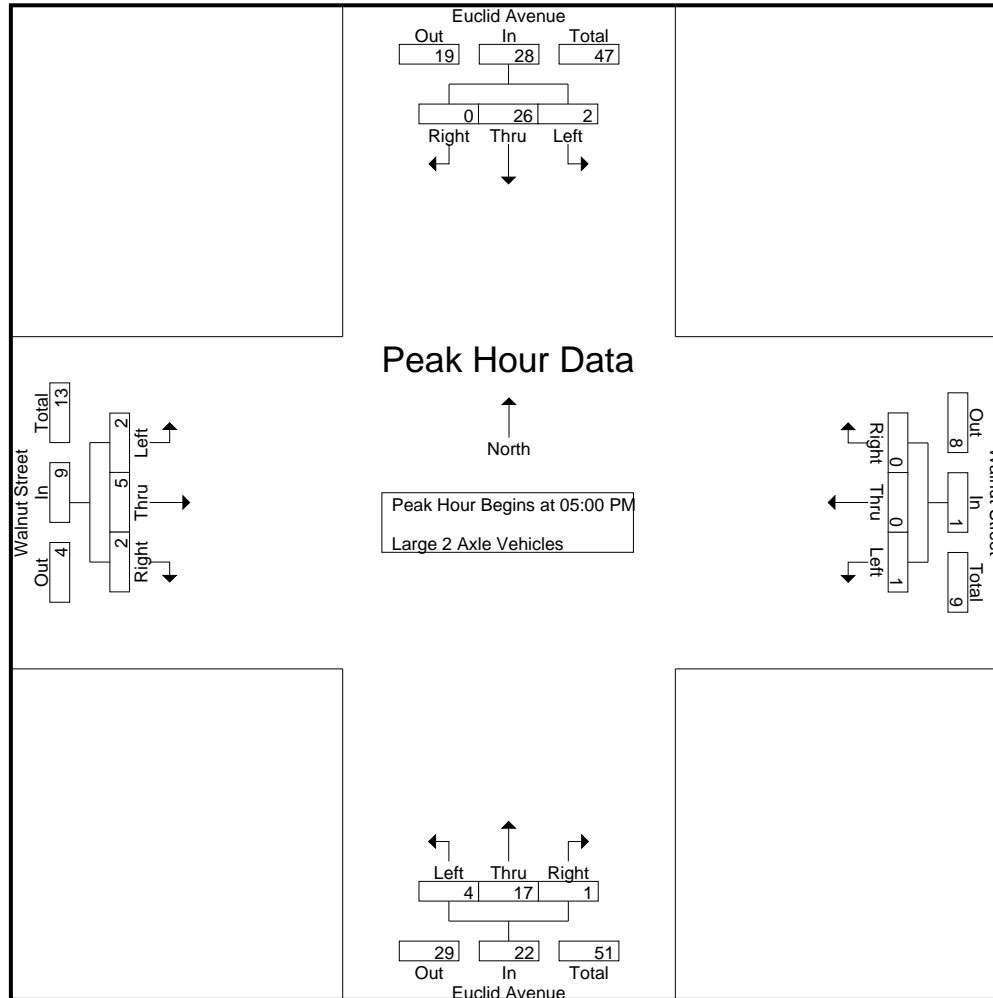 Euclid Avenue
Out In Total
19 28 47
0 26 2
Right Thru Left
Peak Hour Data
North
Peak Hour Begins at 05:00 PM
Large 2 Axle Vehicles
Walnut Street
Out In Total
4 9 13
2 5 2
Right Thru Left
Walnut Street
Out In Total
8 1 9
0 0 1
Right Thru Left
Left Thru Right
4 17 1
29 22 51
Out In Total
Euclid Avenue